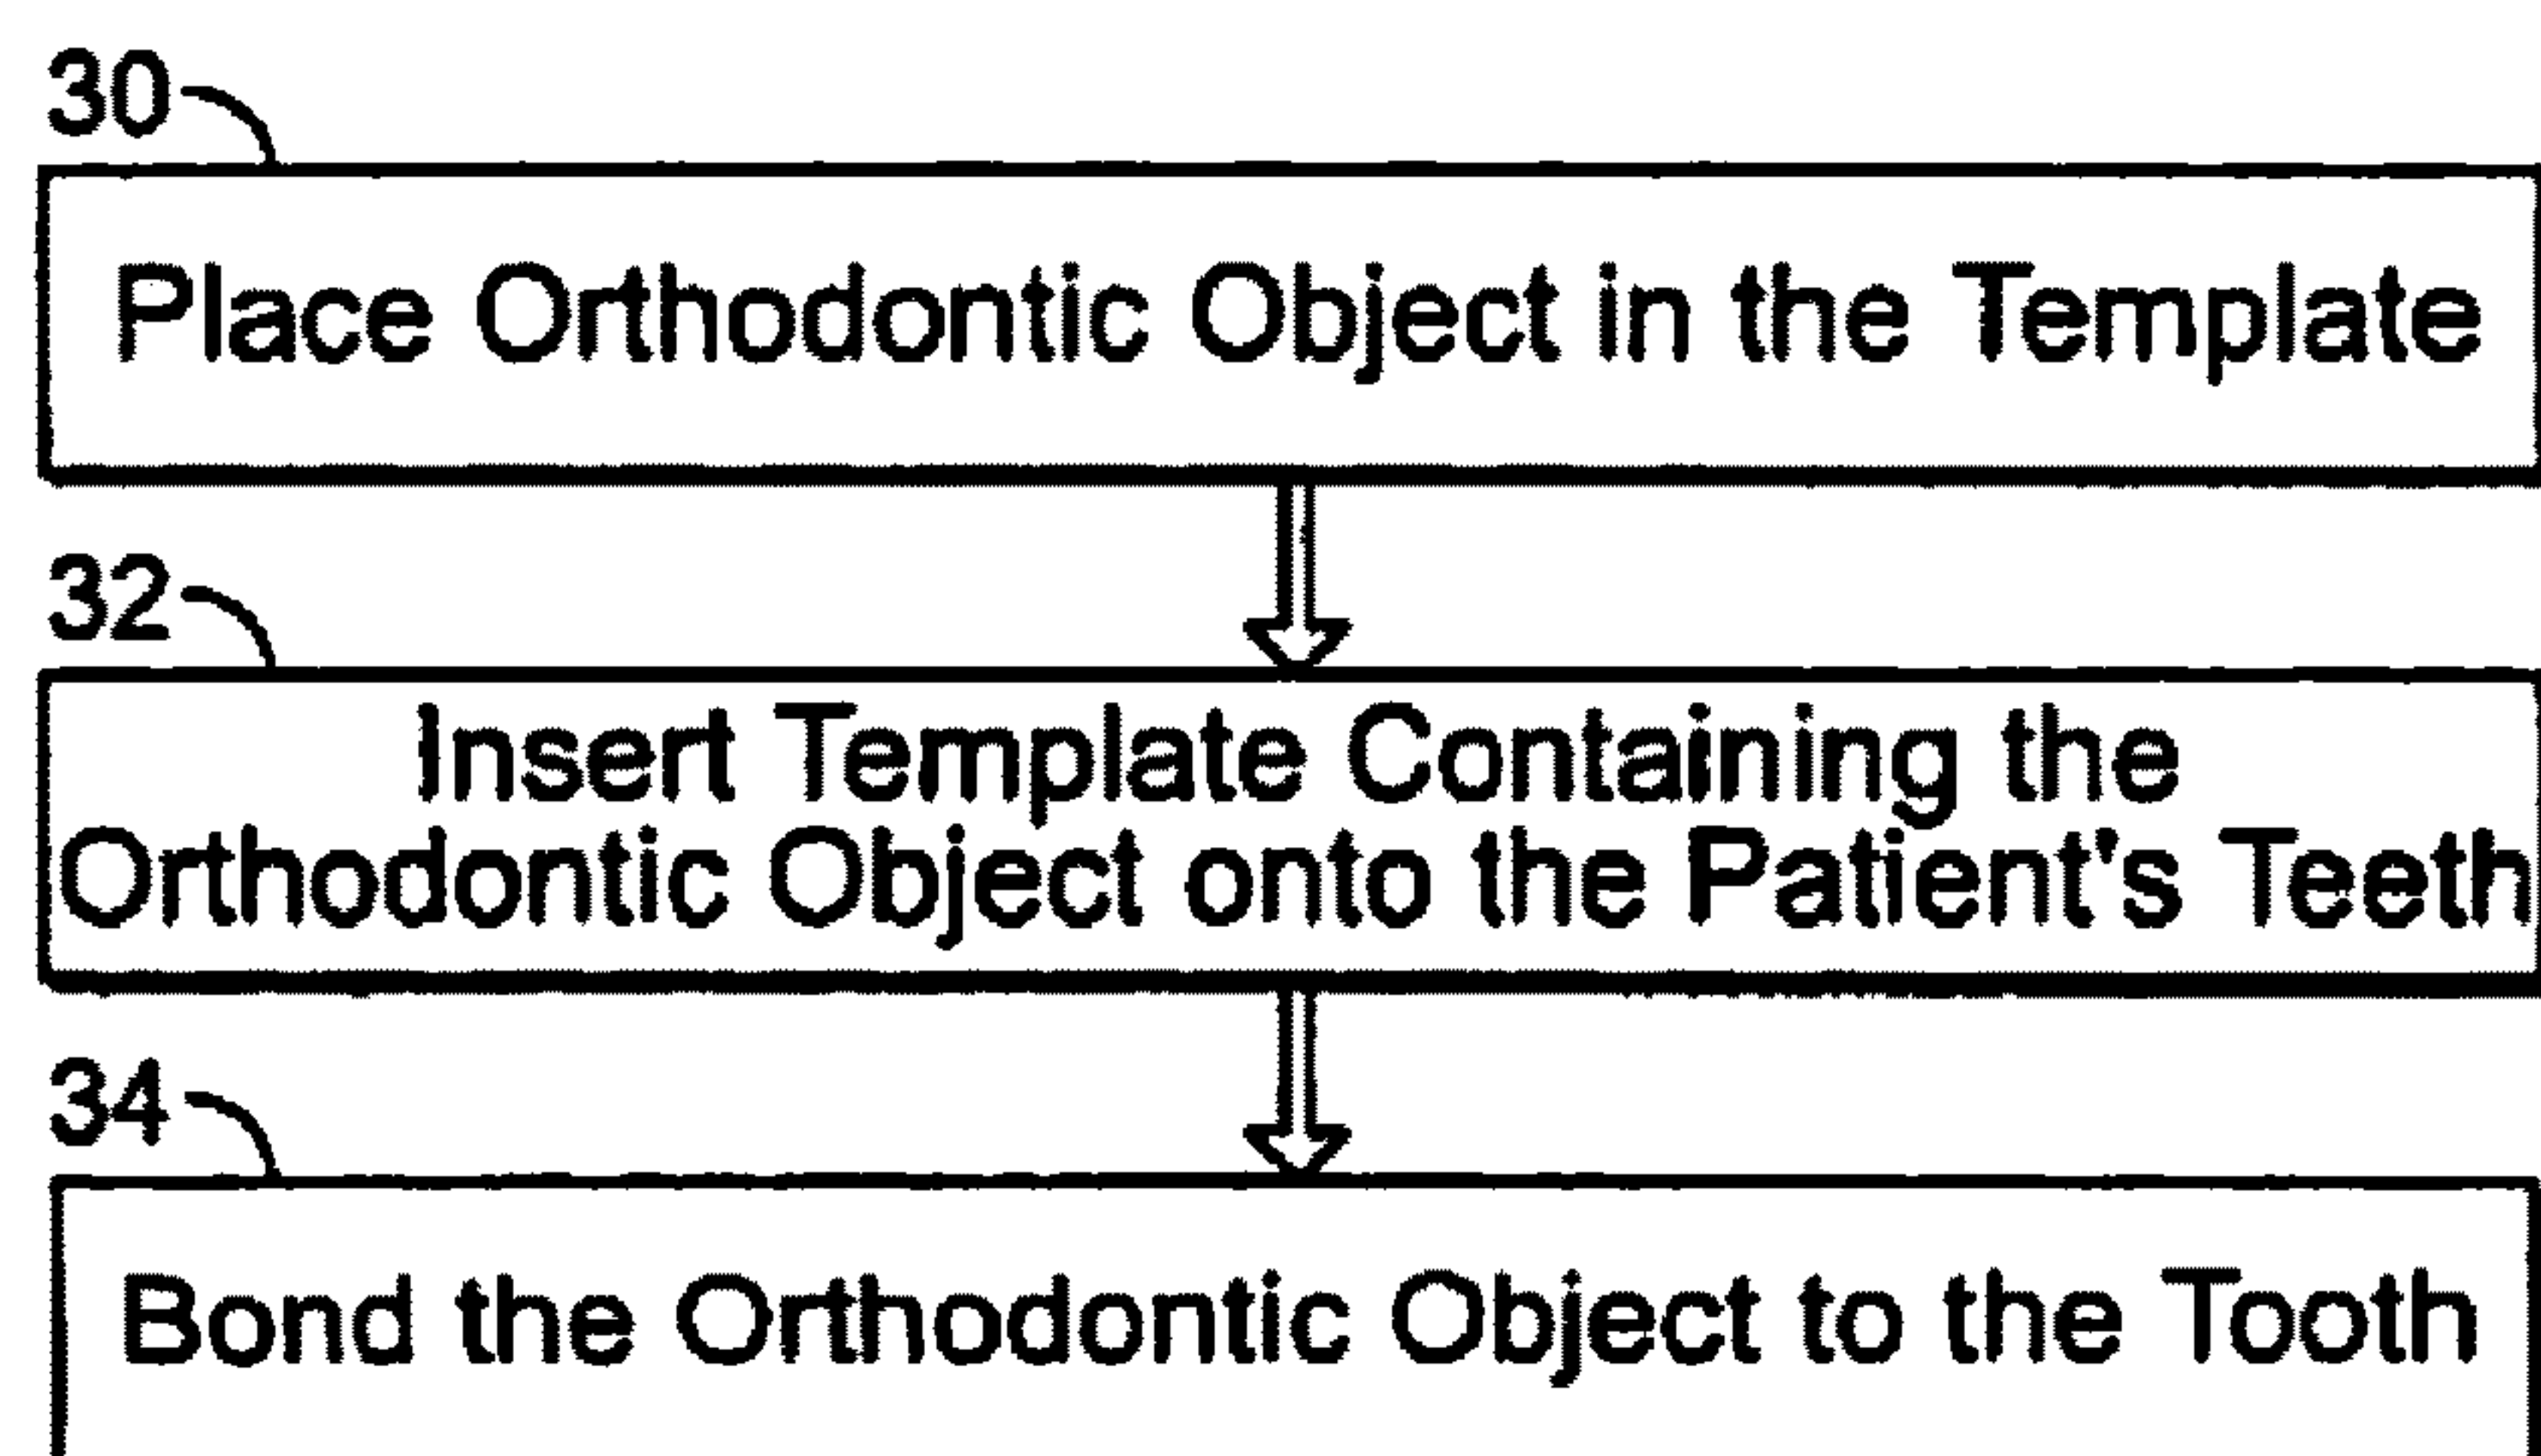 30
Place Orthodontic Object in the Template
32
Insert Template Containing the
Orthodontic Object onto the Patient's Teeth
34
Bond the Orthodontic Object to the Tooth